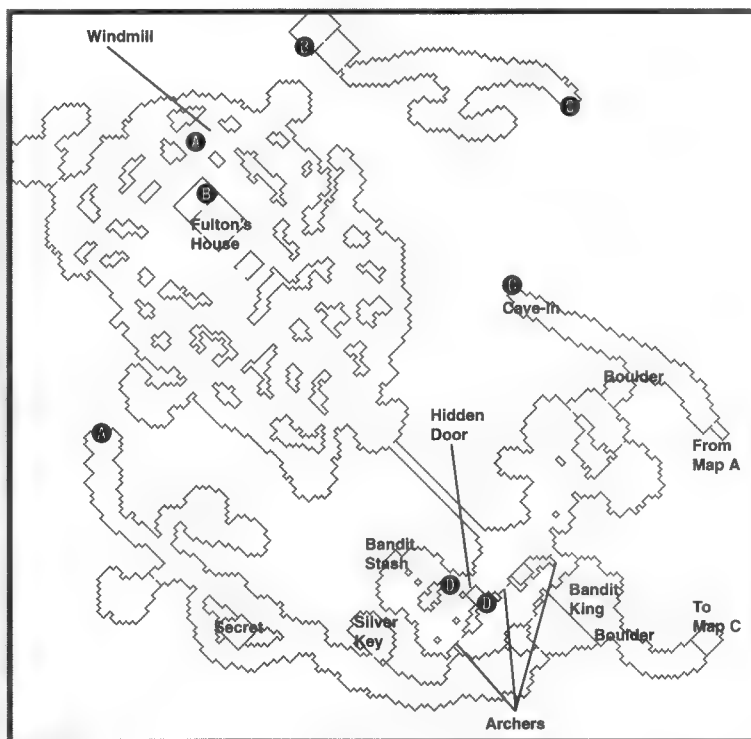 Windmill
B
C
A
B
Fulton's
House
C
Cave-In
Boulder
Hidden
Door
A
From
Map A
Bandit
Stash
D
D
Bandit
King
To
Map C
Secret
Silver
Key
Boulder
Archers